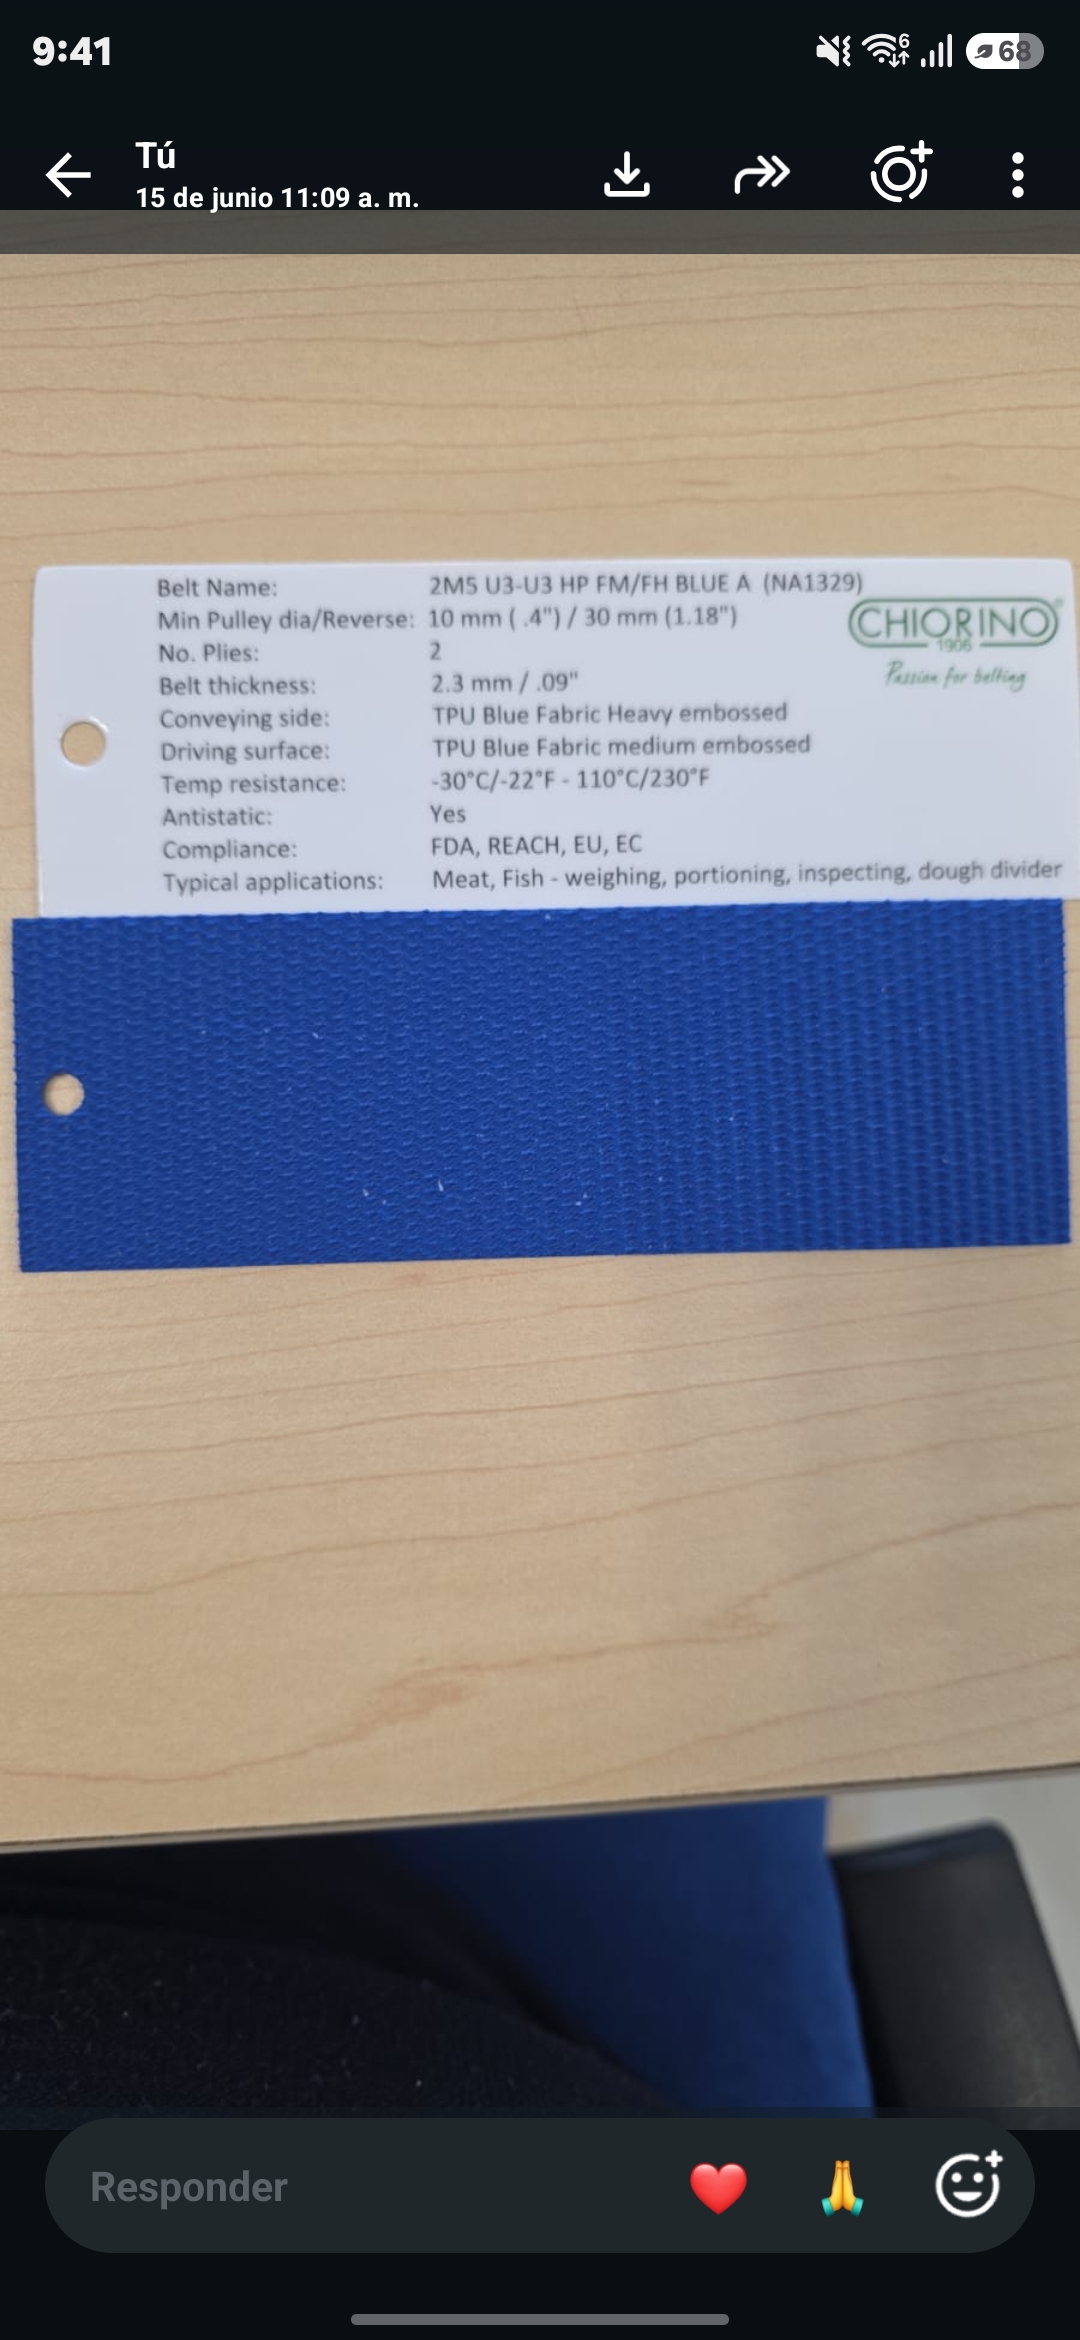 9:41
6
68
Tú
15 de junio 11:09 a. m.
Belt Name: 2M5 U3-U3 HP FM/FH BLUE A (NA1329)
Min Pulley dia/Reverse: 10 mm ( .4") / 30 mm (1.18")
No. Plies: 2
Belt thickness: 2.3 mm / .09"
Conveying side: TPU Blue Fabric Heavy embossed
Driving surface: TPU Blue Fabric medium embossed
Temp resistance: -30°C/-22°F - 110°C/230°F
Antistatic: Yes
Compliance: FDA, REACH, EU, EC
Typical applications: Meat, Fish - weighing, portioning, inspecting, dough divider
CHIORINO®
1906
Passion for belting
Responder